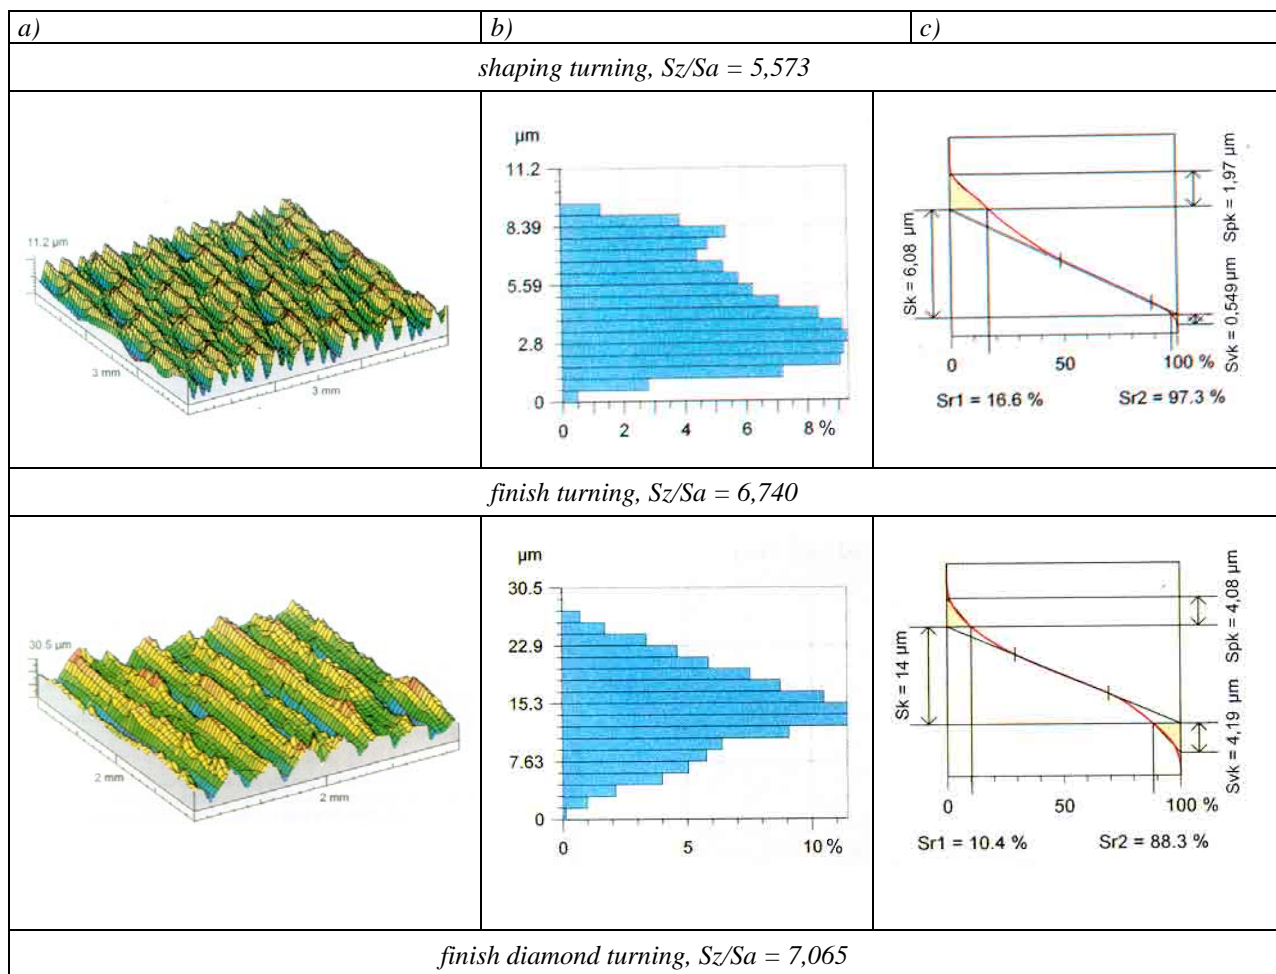 a) b) c)
shaping turning, Sz/Sa = 5,573
11.2 µm
3 mm
3 mm
µm
11.2
8.39
5.59
2.8
0
0 2 4 6 8 %
Sk = 6,08 µm
Spk = 1,97 µm
Svk = 0,549µm
0 50 100 %
Sr1 = 16.6 % Sr2 = 97.3 %
finish turning, Sz/Sa = 6,740
30.5 µm
2 mm
2 mm
µm
30.5
22.9
15.3
7.63
0
0 5 10 %
Sk = 14 µm
Spk = 4,08 µm
Svk = 4,19 µm
0 50 100 %
Sr1 = 10.4 % Sr2 = 88.3 %
finish diamond turning, Sz/Sa = 7,065